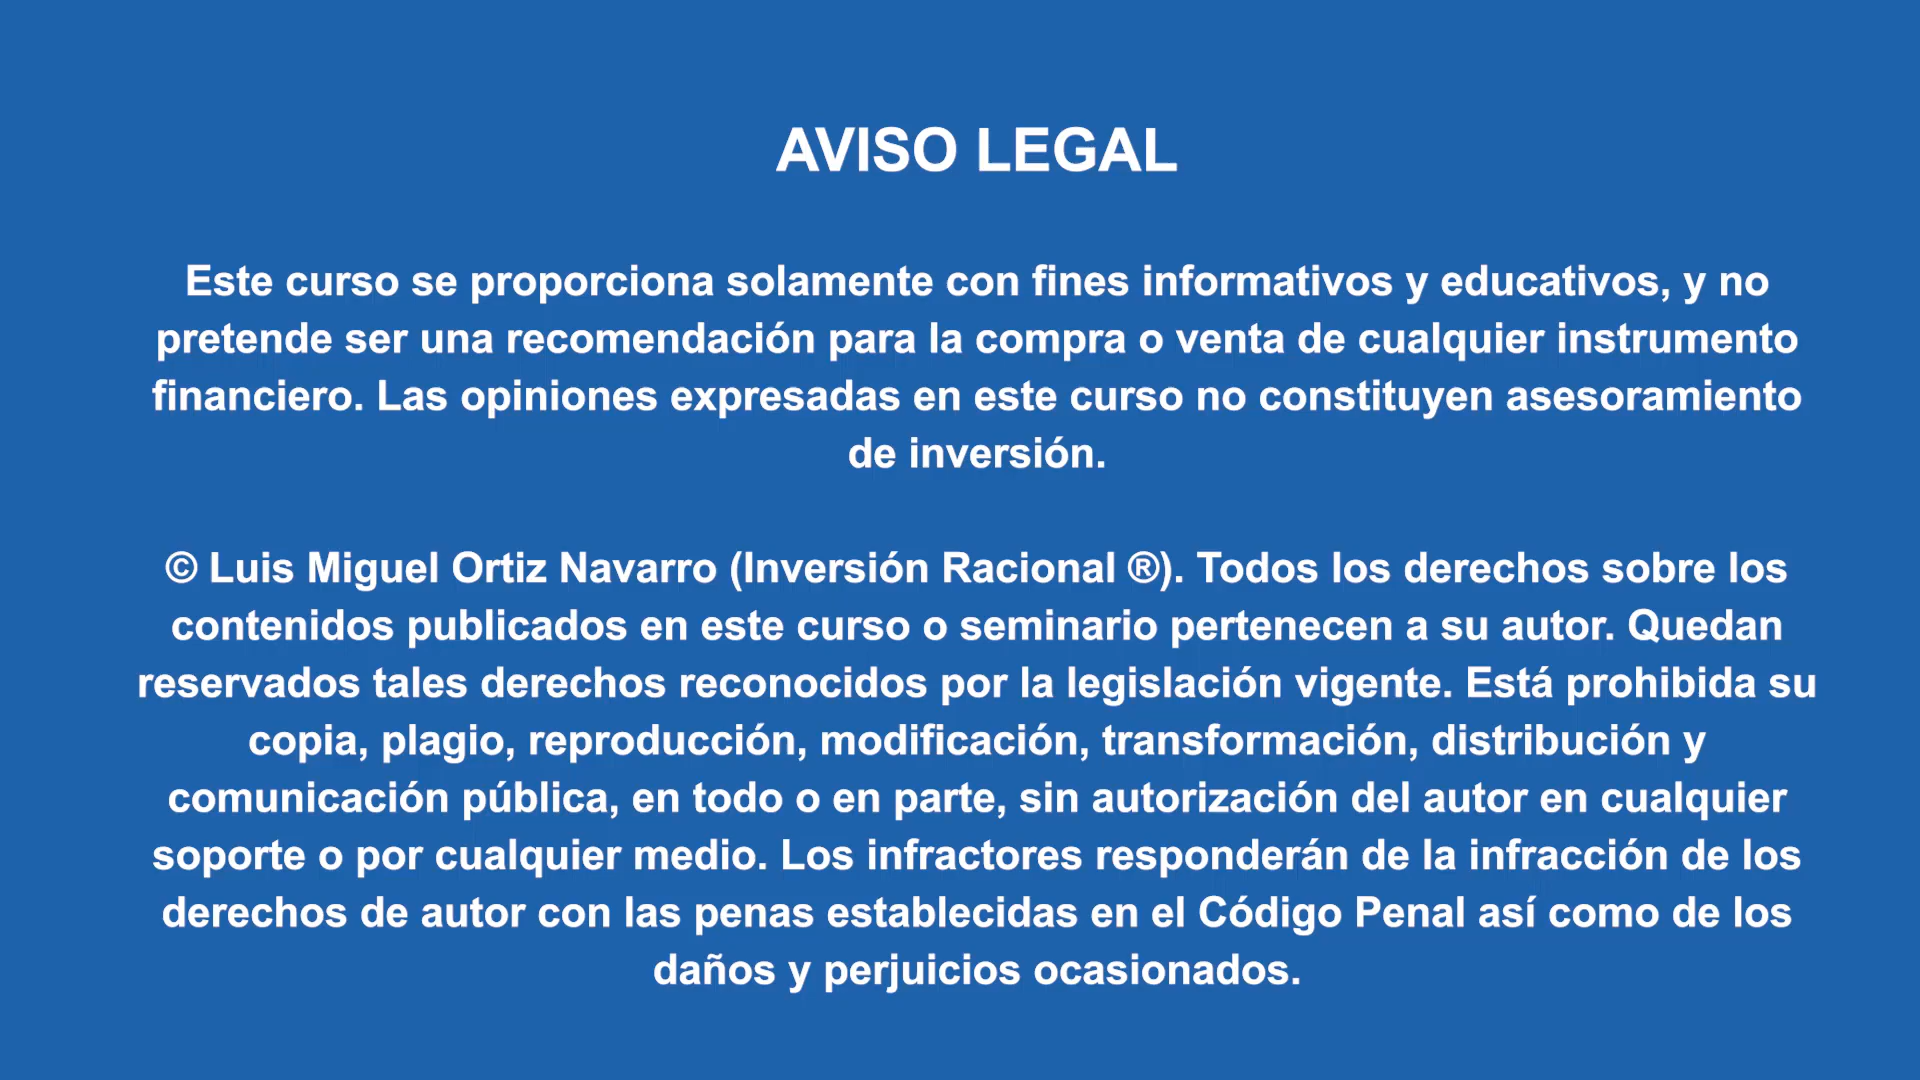 AVISO LEGAL
Este curso se proporciona solamente con fines informativos y educativos, y no
pretende ser una recomendación para la compra o venta de cualquier instrumento
financiero. Las opiniones expresadas en este curso no constituyen asesoramiento
de inversión.
© Luis Miguel Ortiz Navarro (Inversión Racional ®). Todos los derechos sobre los
contenidos publicados en este curso o seminario pertenecen a su autor. Quedan
reservados tales derechos reconocidos por la legislación vigente. Está prohibida su
copia, plagio, reproducción, modificación, transformación, distribución y
comunicación pública, en todo o en parte, sin autorización del autor en cualquier
soporte o por cualquier medio. Los infractores responderán de la infracción de los
derechos de autor con las penas establecidas en el Código Penal así como de los
daños y perjuicios ocasionados.